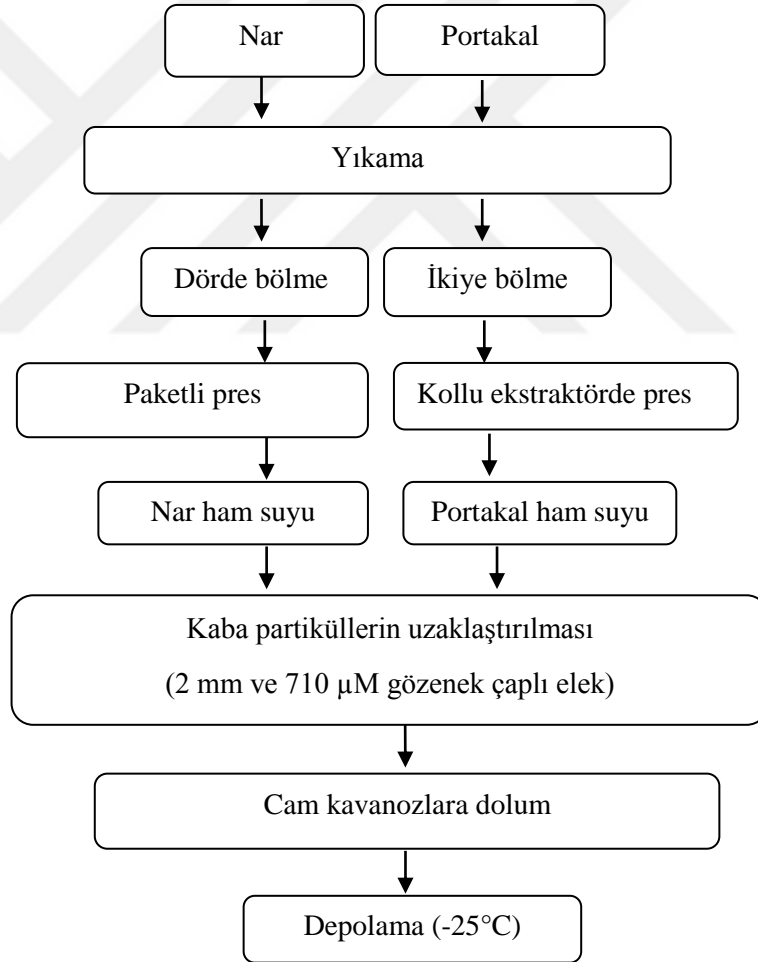 Nar
Portakal
Yıkama
Dörde bölme
İkiye bölme
Paketli pres
Kollu ekstraktörde pres
Nar ham suyu
Portakal ham suyu
Kaba partiküllerin uzaklaştırılması
(2 mm ve 710 µM gözenek çaplı elek)
Cam kavanozlara dolum
Depolama (-25°C)